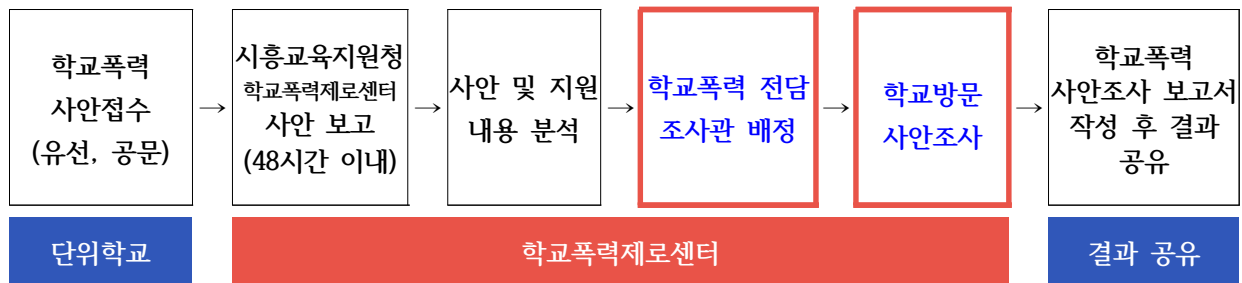 학교폭력
사안접수
(유선, 공문)
→
시흥교육지원청
학교폭력제로센터
사안 보고
(48시간 이내)
→
사안 및 지원
내용 분석
→
학교폭력 전담
조사관 배정
→
학교방문
사안조사
→
학교폭력
사안조사 보고서
작성 후 결과
공유
단위학교
학교폭력제로센터
결과 공유